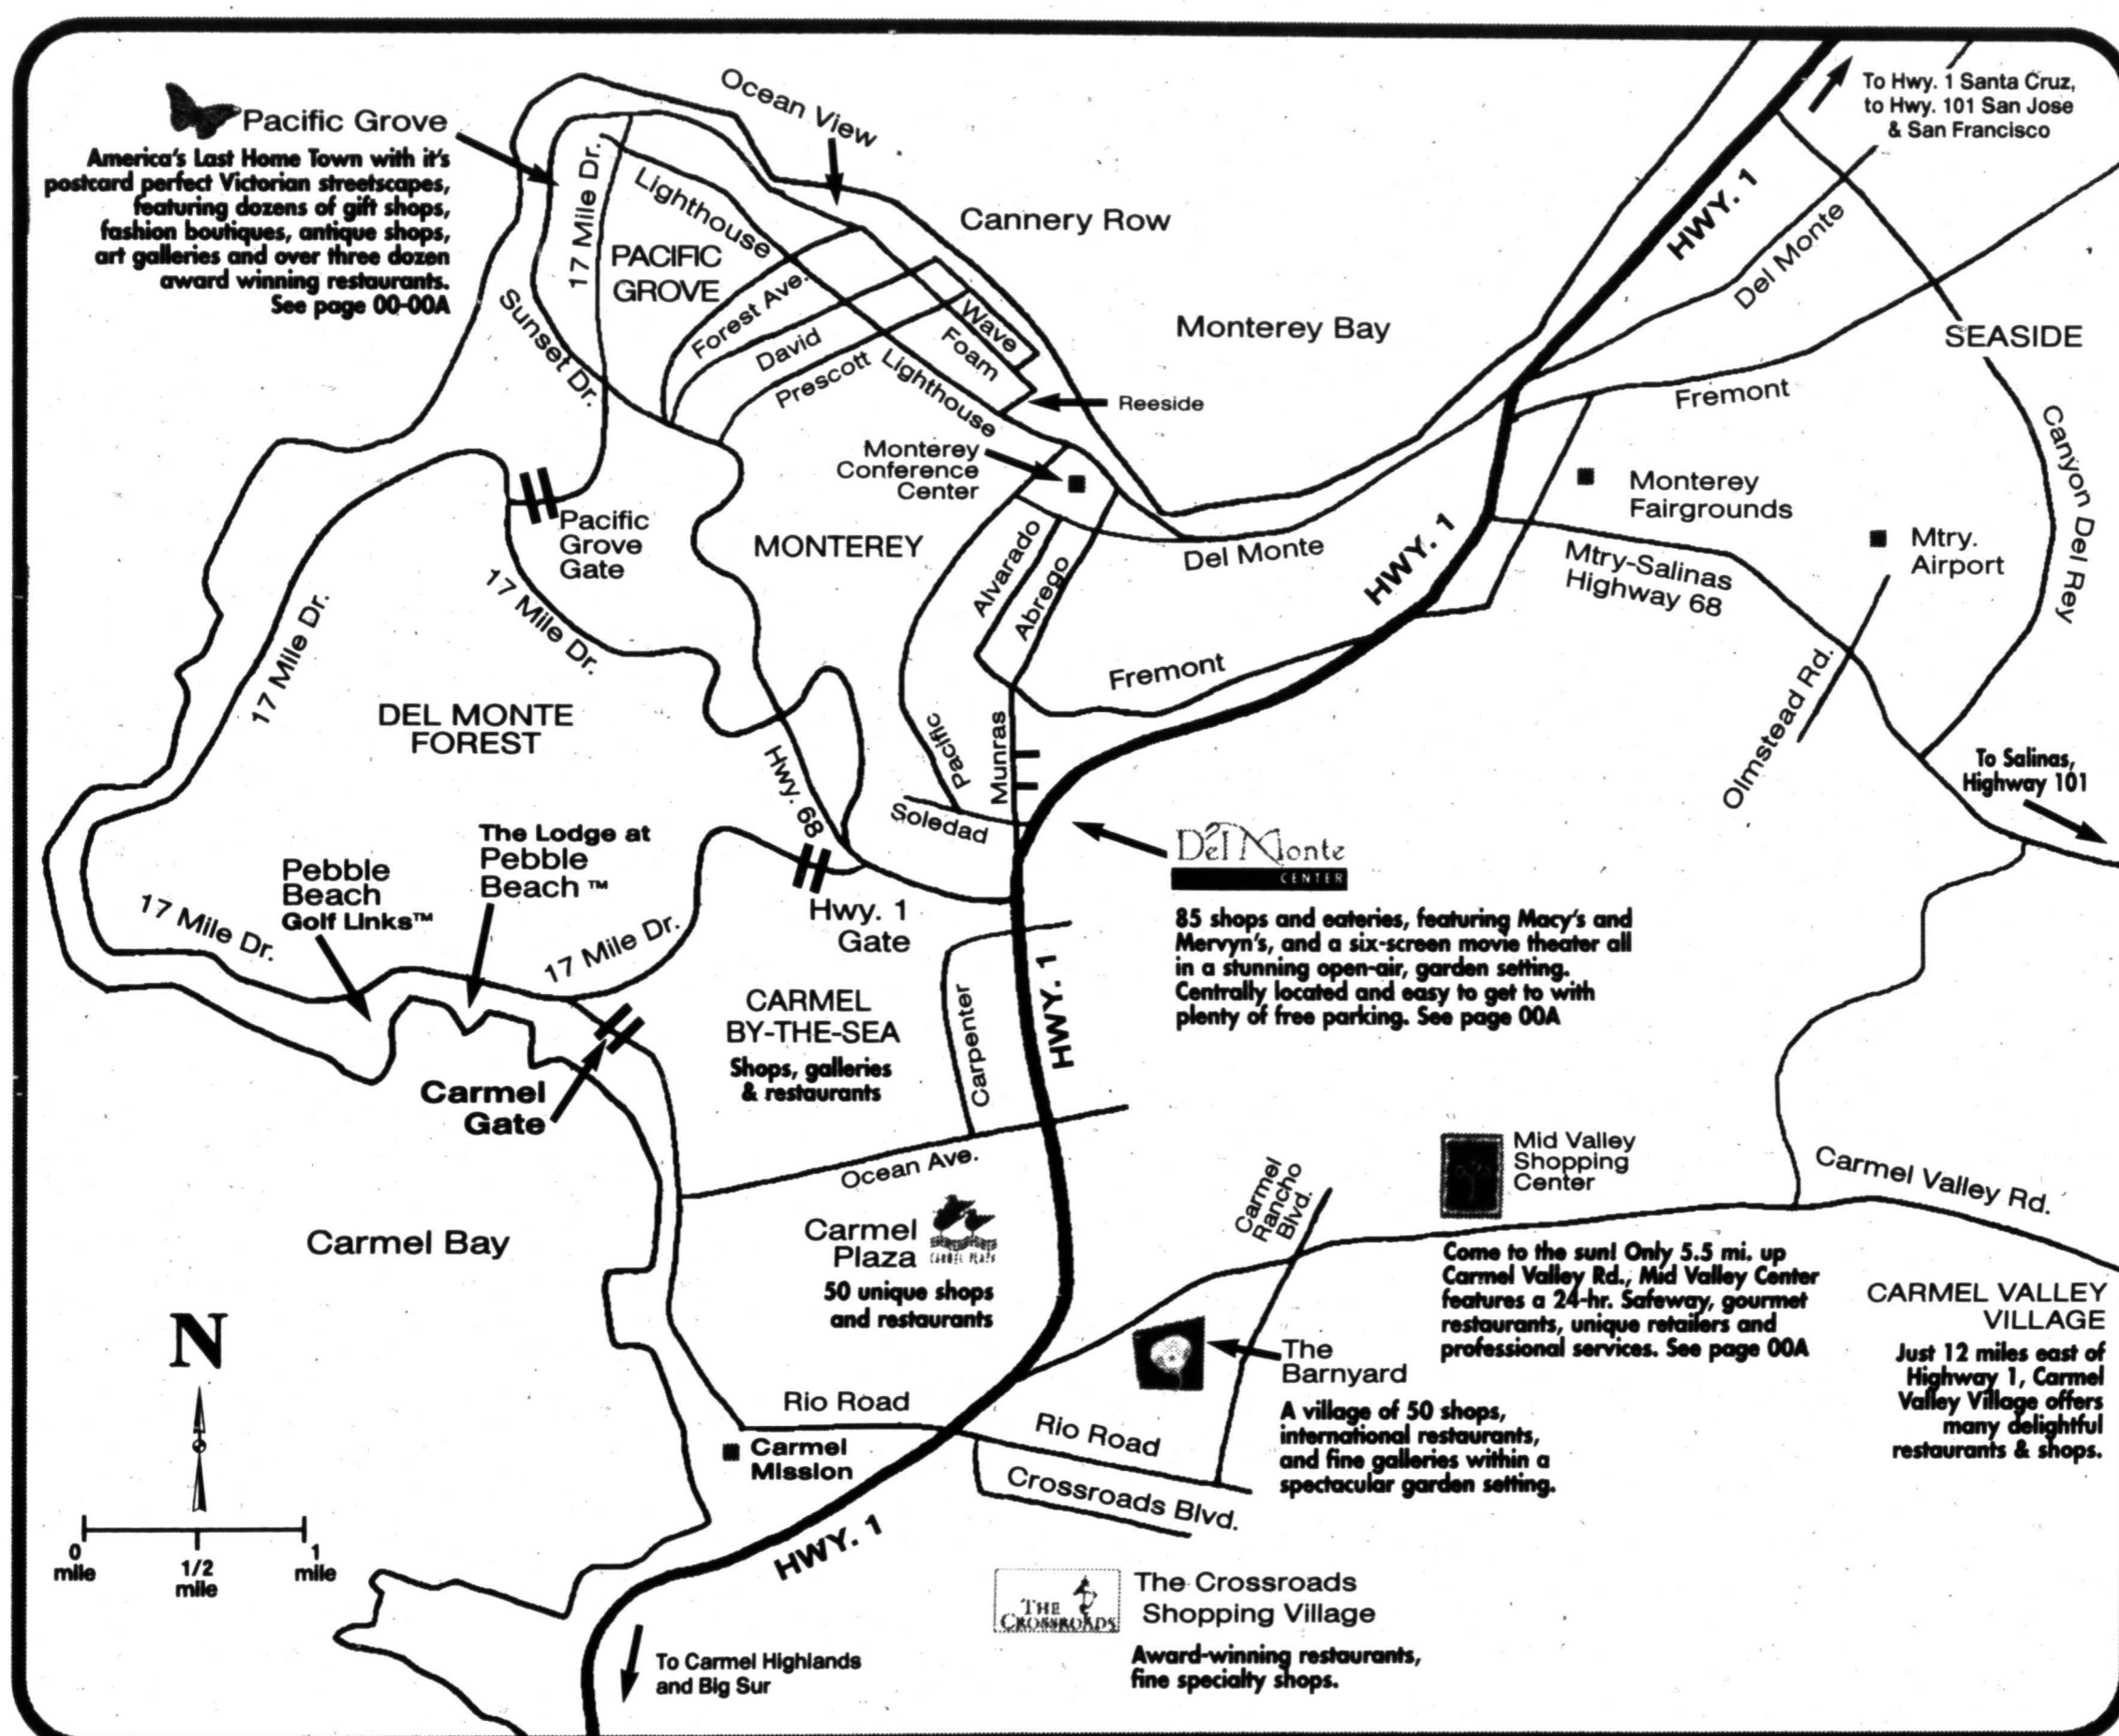 Pacific Grove
America's Last Home Town with it's
postcard perfect Victorian streetscapes,
featuring dozens of gift shops,
fashion boutiques, antique shops,
art galleries and over three dozen
award winning restaurants.
See page 00-00A
Ocean View
To Hwy. 1 Santa Cruz,
to Hwy. 101 San Jose
& San Francisco
17 Mile Dr.
Lighthouse
PACIFIC
GROVE
Cannery Row
HWY. 1
Del Monte
Sunset Dr.
Forest Ave.
David
Prescott
Wave
Foam
Lighthouse
Monterey Bay
SEASIDE
Reeside
Fremont
Canyon Del Rey
Monterey
Conference
Center
Monterey
Fairgrounds
Mtry.
Airport
Pacific
Grove
Gate
MONTEREY
Alvarado
Abrego
Del Monte
HWY. 1
Mtry-Salinas
Highway 68
17 Mile Dr.
17 Mile Dr.
Fremont
Olmstead Rd.
DEL MONTE
FOREST
Hwy. 68
Pacific
Munras
Soledad
To Salinas,
Highway 101
The Lodge at
Pebble
Beach ™
Pebble
Beach
Golf Links™
Del Monte
CENTER
85 shops and eateries, featuring Macy's and
Mervyn's, and a six-screen movie theater all
in a stunning open-air, garden setting.
Centrally located and easy to get to with
plenty of free parking. See page 00A
17 Mile Dr.
17 Mile Dr.
Hwy. 1
Gate
CARMEL
BY-THE-SEA
Shops, galleries
& restaurants
Carpenter
HWY. 1
Carmel
Gate
Ocean Ave.
Carmel
Rancho
Blvd.
Mid Valley
Shopping
Center
Carmel Valley Rd.
Carmel Bay
Carmel
Plaza
CARMEL PLAZA
50 unique shops
and restaurants
Come to the sun! Only 5.5 mi. up
Carmel Valley Rd., Mid Valley Center
features a 24-hr. Safeway, gourmet
restaurants, unique retailers and
professional services. See page 00A
CARMEL VALLEY
VILLAGE
Just 12 miles east of
Highway 1, Carmel
Valley Village offers
many delightful
restaurants & shops.
N
The
Barnyard
A village of 50 shops,
international restaurants,
and fine galleries within a
spectacular garden setting.
Rio Road
Carmel
Mission
Rio Road
Crossroads Blvd.
HWY. 1
0
mile
1/2
mile
1
mile
THE
CROSSROADS
The Crossroads
Shopping Village
Award-winning restaurants,
fine specialty shops.
To Carmel Highlands
and Big Sur